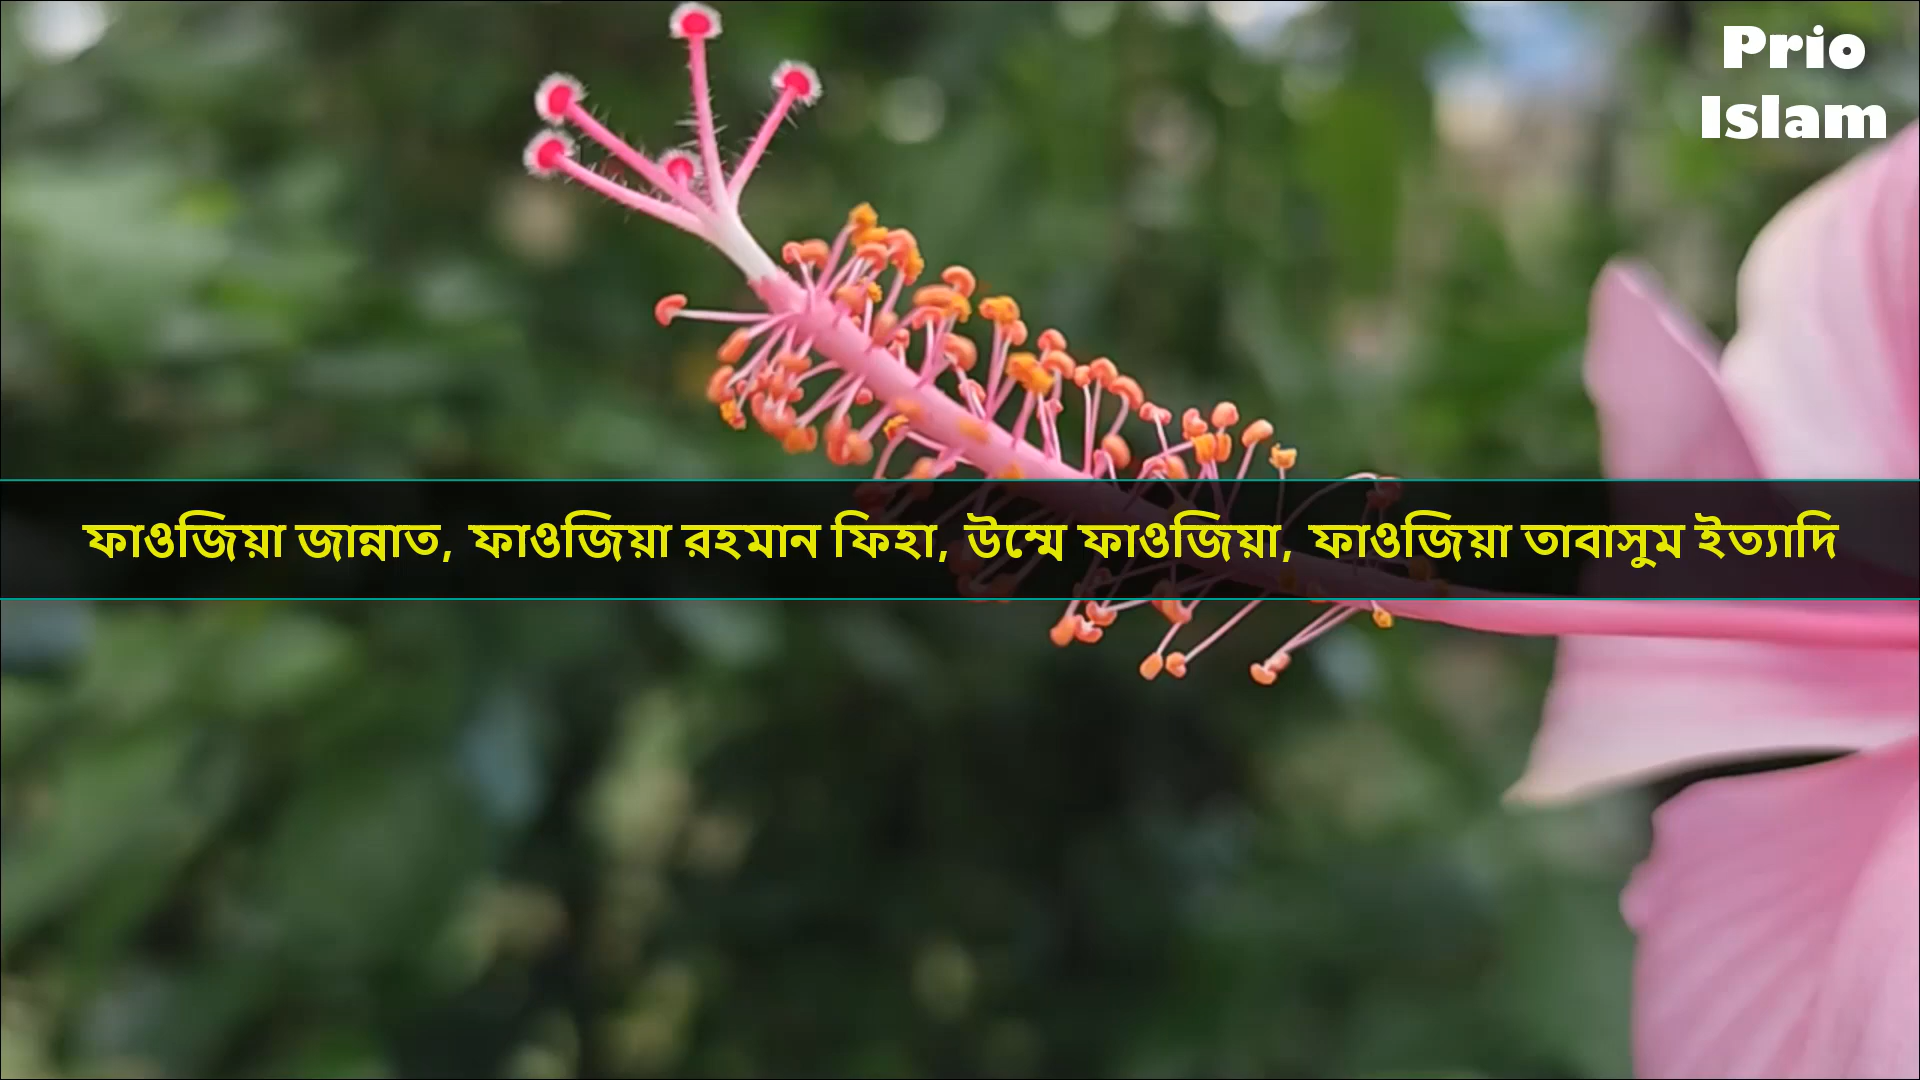 Prio
Islam
ফাওজিয়া জান্নাত, ফাওজিয়া রহমান ফিহা, উম্মে ফাওজিয়া, ফাওজিয়া তাবাসুম ইত্যাদি